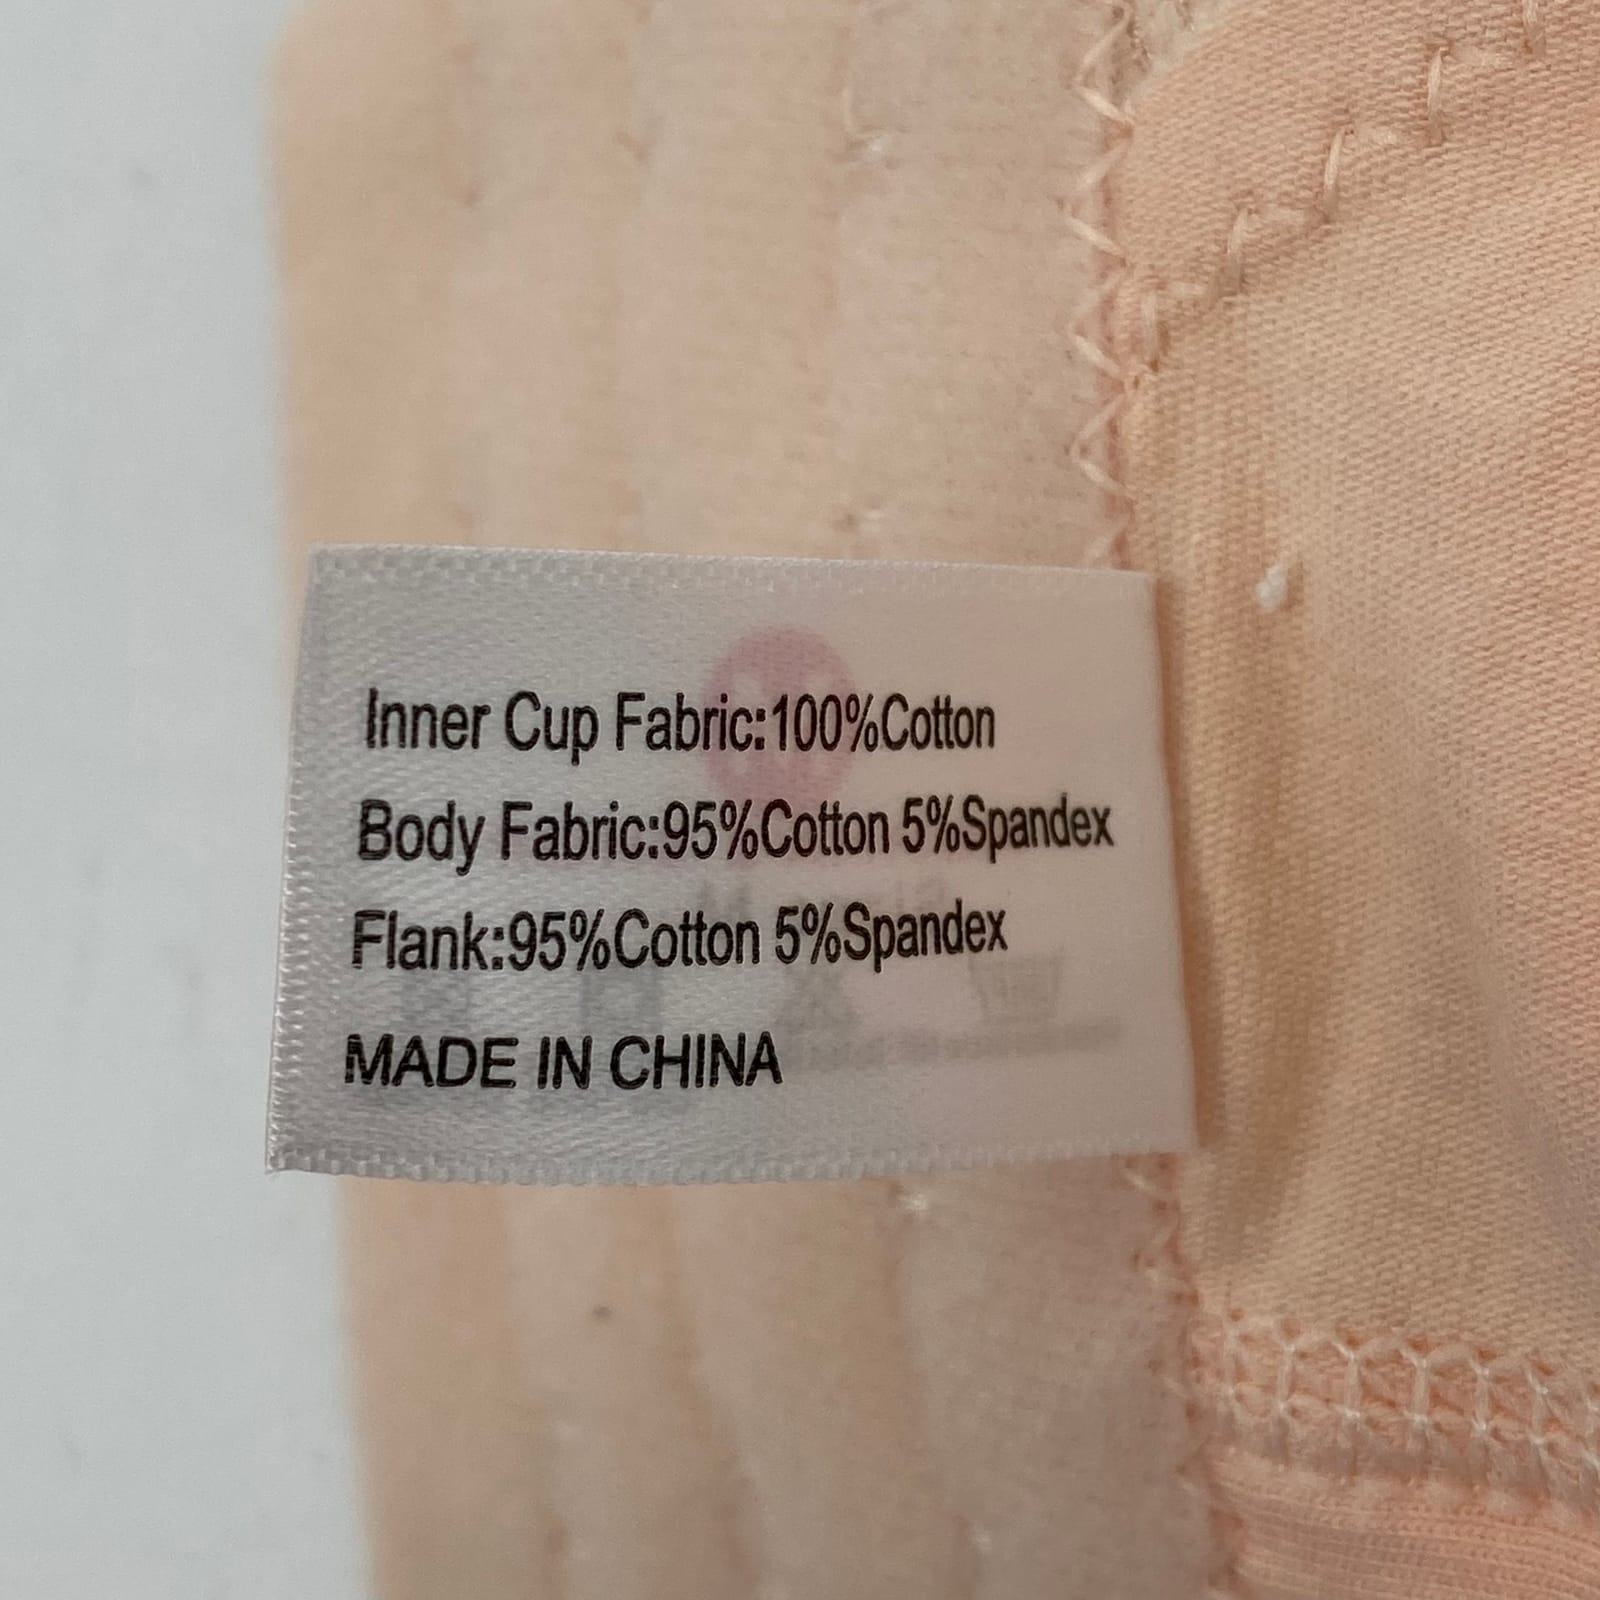 Inner Cup Fabric:100%Cotton
Body Fabric:95%Cotton 5%Spandex
Flank:95%Cotton 5%Spandex
MADE IN CHINA